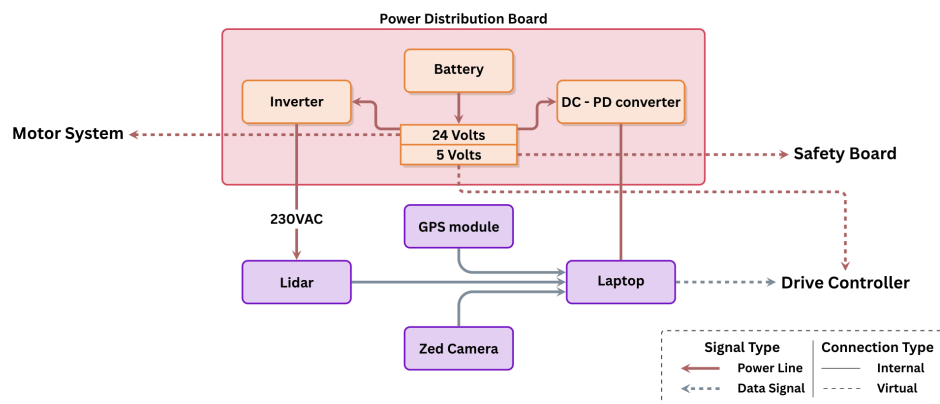 Power Distribution Board
Battery
Inverter
DC - PD converter
24 Volts
Motor System
5 Volts
Safety Board
230VAC
GPS module
Lidar
Laptop
Drive Controller
Zed Camera
Signal Type
Connection Type
Power Line
Internal
Data Signal
Virtual